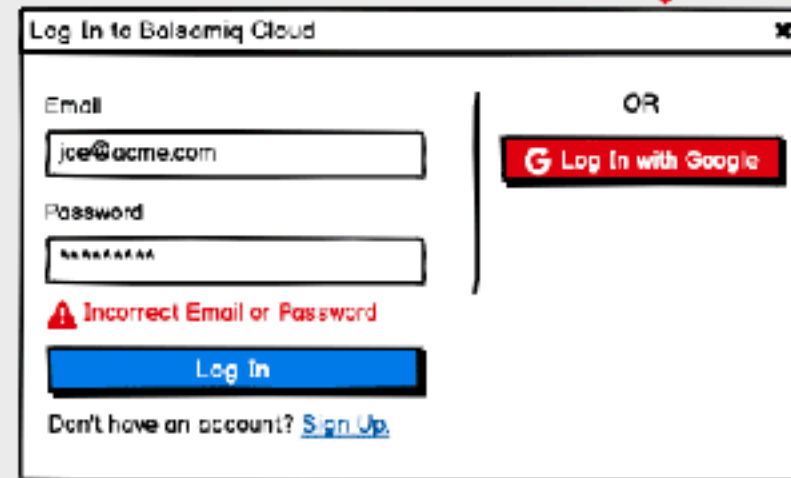 Log In to Balsamiq Cloud
Email
joe@acme.com
Password
*********
Incorrect Email or Password
Log In
Don't have an account? Sign Up.
OR
G Log In with Google